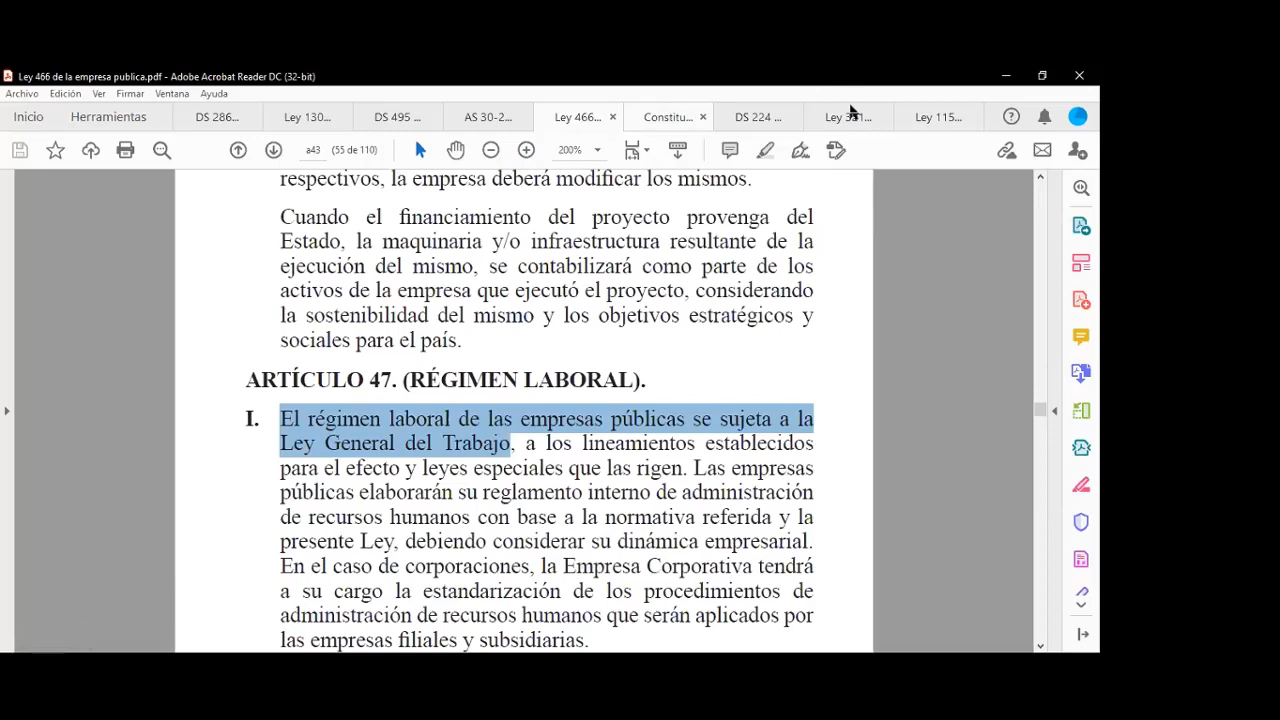 Ley 466 de la empresa publica.pdf - Adobe Acrobat Reader DC (32-bit)
Archivo Edición Ver Firmar Ventana Ayuda
Inicio Herramientas DS 286... Ley 130... DS 495 ... AS 30-2... Ley 466... Constitu... DS 224 ... Ley Ley 115...
a43 (55 de 110) 200%
respectivos, la empresa deberá modificar los mismos.
Cuando el financiamiento del proyecto provenga del
Estado, la maquinaria y/o infraestructura resultante de la
ejecución del mismo, se contabilizará como parte de los
activos de la empresa que ejecutó el proyecto, considerando
la sostenibilidad del mismo y los objetivos estratégicos y
sociales para el país.
ARTÍCULO 47. (RÉGIMEN LABORAL).
I. El régimen laboral de las empresas públicas se sujeta a la
Ley General del Trabajo, a los lineamientos establecidos
para el efecto y leyes especiales que las rigen. Las empresas
públicas elaborarán su reglamento interno de administración
de recursos humanos con base a la normativa referida y la
presente Ley, debiendo considerar su dinámica empresarial.
En el caso de corporaciones, la Empresa Corporativa tendrá
a su cargo la estandarización de los procedimientos de
administración de recursos humanos que serán aplicados por
las empresas filiales y subsidiarias.